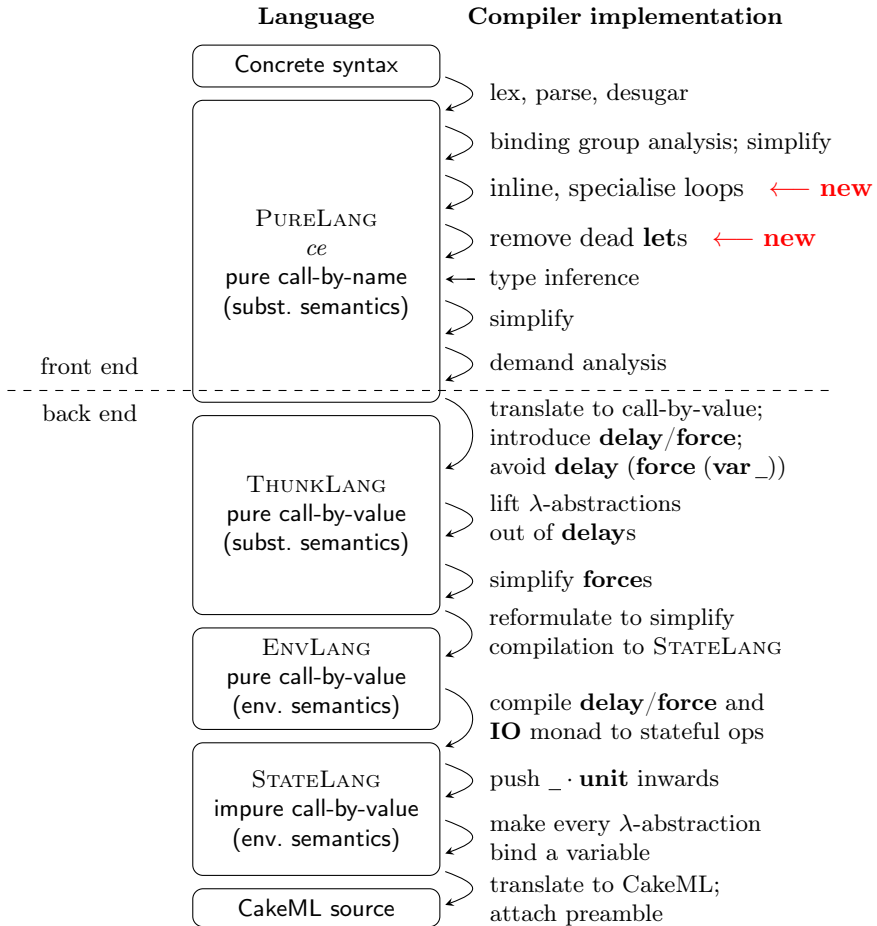 Language Compiler implementation
Concrete syntax
lex, parse, desugar
binding group analysis; simplify
inline, specialise loops ⟵ new
PureLang
ce
pure call-by-name
(subst. semantics)
remove dead lets ⟵ new
type inference
simplify
demand analysis
front end
back end
translate to call-by-value;
introduce delay/force;
avoid delay (force (var _))
ThunkLang
pure call-by-value
(subst. semantics)
lift λ-abstractions
out of delays
simplify forces
reformulate to simplify
compilation to StateLang
EnvLang
pure call-by-value
(env. semantics)
compile delay/force and
IO monad to stateful ops
StateLang
impure call-by-value
(env. semantics)
push _ · unit inwards
make every λ-abstraction
bind a variable
translate to CakeML;
attach preamble
CakeML source